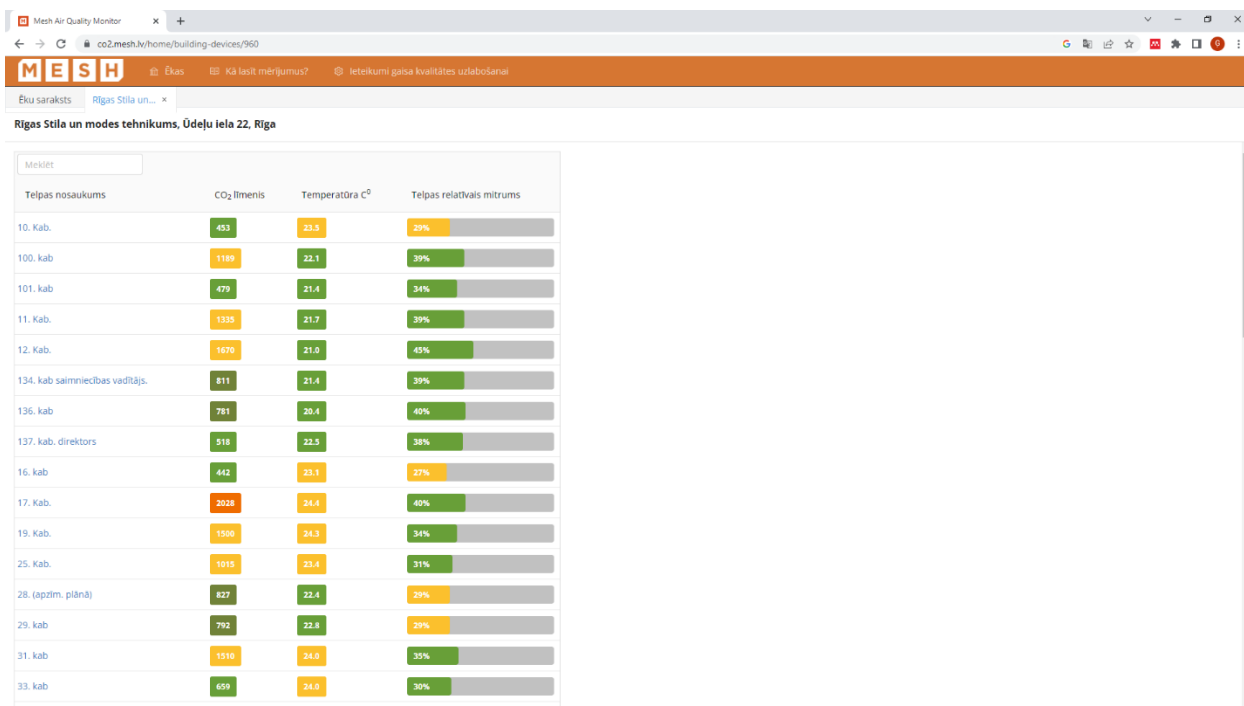 Mesh Air Quality Monitor
co2.mesh.lv/home/building-devices/960
MESH Ēkas Kā lasīt mērījumus? Ieteikumi gaisa kvalitātes uzlabošanai
Ēku saraksts Rīgas Stila un...
Rīgas Stila un modes tehnikums, Ūdeļu iela 22, Rīga
Meklēt
Telpas nosaukums CO₂ līmenis Temperatūra C⁰ Telpas relatīvais mitrums
10. Kab. 453 23.5 29%
100. kab 1189 22.1 39%
101. kab 479 21.4 34%
11. Kab. 1335 21.7 39%
12. Kab. 1670 21.0 45%
134. kab saimniecības vadītājs. 811 21.4 39%
136. kab 781 20.4 40%
137. kab. direktors 518 22.5 38%
16. kab 442 23.1 27%
17. Kab. 2028 24.4 40%
19. Kab. 1500 24.3 34%
25. Kab. 1015 23.4 31%
28. (apzīm. plānā) 827 22.4 29%
29. kab 792 22.8 29%
31. kab 1510 24.0 35%
33. kab 659 24.0 30%